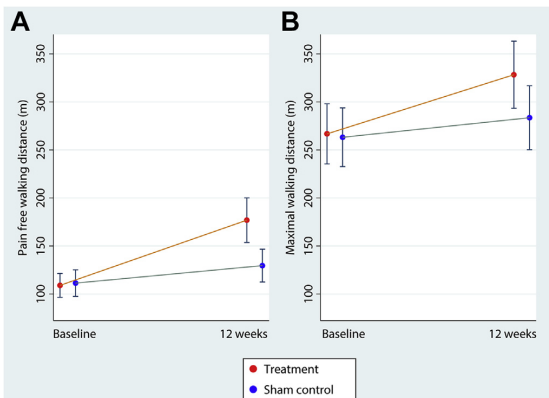 A
B
Pain free walking distance (m)
350
300
250
200
150
100
Baseline
12 weeks
Maximal walking distance (m)
350
300
250
200
150
100
Baseline
12 weeks
Treatment
Sham control